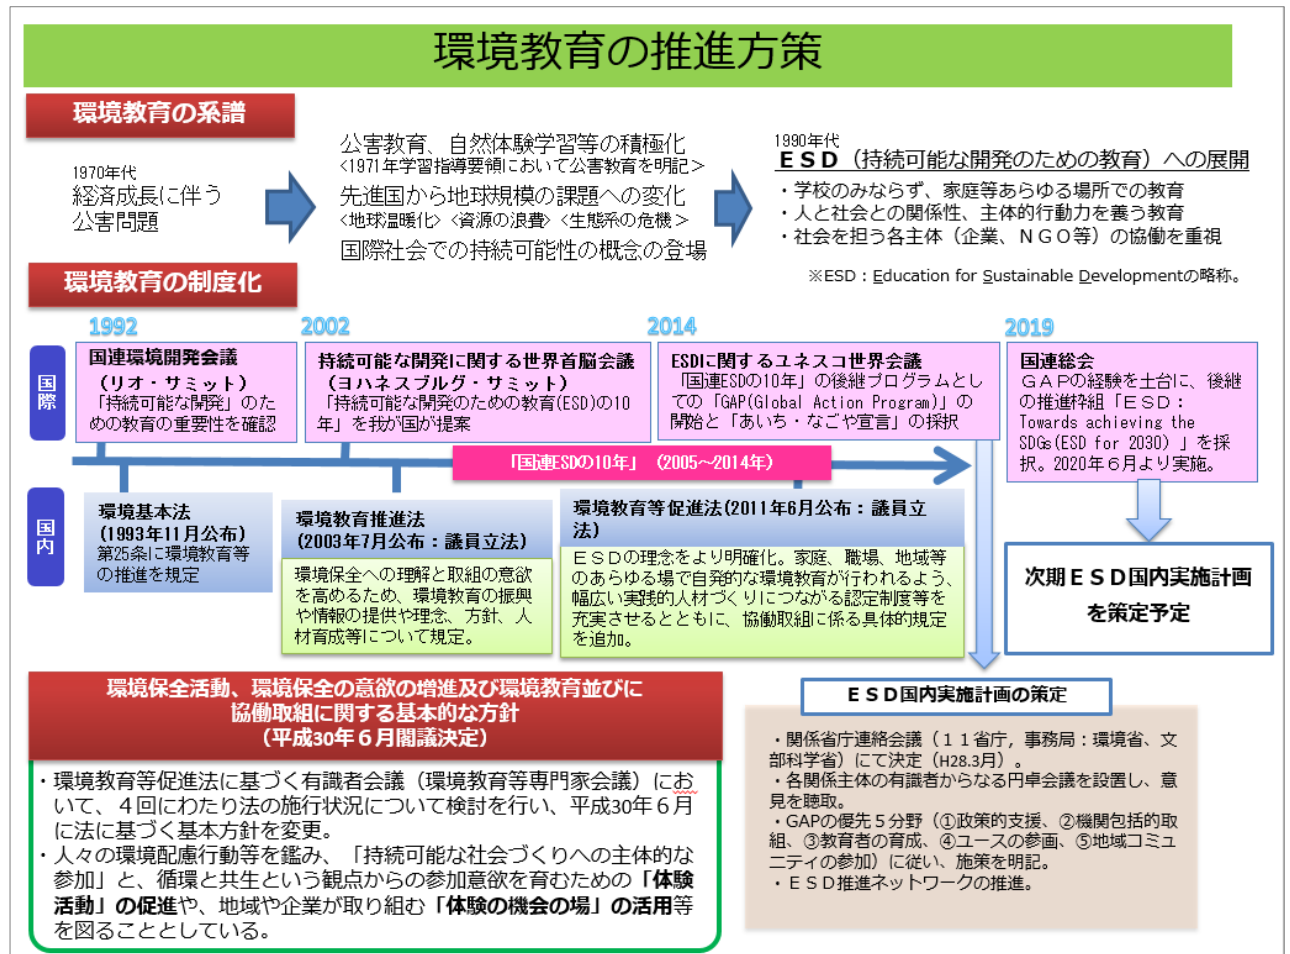 環境教育の推進方策
環境教育の系譜
1970年代
経済成長に伴う
公害問題
公害教育、自然体験学習等の積極化
<1971年学習指導要領において公害教育を明記>
先進国から地球規模の課題への変化
<地球温暖化> <資源の浪費> <生態系の危機>
国際社会での持続可能性の概念の登場
1990年代
ＥＳＤ（持続可能な開発のための教育）への展開
・学校のみならず、家庭等あらゆる場所での教育
・人と社会との関係性、主体的行動力を養う教育
・社会を担う各主体（企業、ＮＧＯ等）の協働を重視
※ESD：Education for Sustainable Developmentの略称。
環境教育の制度化
1992
2002
2014
2019
国際
国連環境開発会議
（リオ・サミット）
「持続可能な開発」のた
めの教育の重要性を確認
持続可能な開発に関する世界首脳会議
（ヨハネスブルグ・サミット）
「持続可能な開発のための教育(ESD)の10
年」を我が国が提案
ESDに関するユネスコ世界会議
「国連ESDの10年」の後継プログラムとし
ての「GAP(Global Action Program)」の
開始と「あいち・なごや宣言」の採択
国連総会
ＧＡＰの経験を土台に、後継
の推進枠組「ＥＳＤ：
Towards achieving the
SDGs(ESD for 2030) 」を採
択。2020年６月より実施。
「国連ESDの10年」（2005～2014年）
国内
環境基本法
(1993年11月公布)
第25条に環境教育等
の推進を規定
環境教育推進法
(2003年7月公布：議員立法)
環境保全への理解と取組の意欲
を高めるため、環境教育の振興
や情報の提供や理念、方針、人
材育成等について規定。
環境教育等促進法(2011年6月公布：議員立
法)
ＥＳＤの理念をより明確化。家庭、職場、地域等
のあらゆる場で自発的な環境教育が行われるよう、
幅広い実践的人材づくりにつながる認定制度等を
充実させるとともに、協働取組に係る具体的規定
を追加。
次期ＥＳＤ国内実施計画
を策定予定
環境保全活動、環境保全の意欲の増進及び環境教育並びに
協働取組に関する基本的な方針
（平成30年６月閣議決定）
・環境教育等促進法に基づく有識者会議（環境教育等専門家会議）にお
いて、４回にわたり法の施行状況について検討を行い、平成30年６月
に法に基づく基本方針を変更。
・人々の環境配慮行動等を鑑み、「持続可能な社会づくりへの主体的な
参加」と、循環と共生という観点からの参加意欲を育むための「体験
活動」の促進や、地域や企業が取り組む「体験の機会の場」の活用等
を図ることとしている。
ＥＳＤ国内実施計画の策定
・関係省庁連絡会議（１１省庁，事務局：環境省、文
部科学省）にて決定（H28.3月）。
・各関係主体の有識者からなる円卓会議を設置し、意
見を聴取。
・GAPの優先５分野（①政策的支援、②機関包括的取
組、③教育者の育成、④ユースの参画、⑤地域コミュ
ニティの参加）に従い、施策を明記。
・ＥＳＤ推進ネットワークの推進。